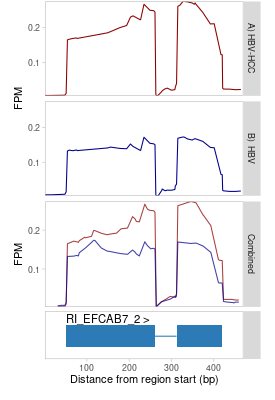 0.2
0.1
FPM
A) HBV-HCC
0.2
0.1
B) HBV
0.2
0.1
FPM
Combined
RI_EFCAB7_2 >
100 200 300 400
Distance from region start (bp)